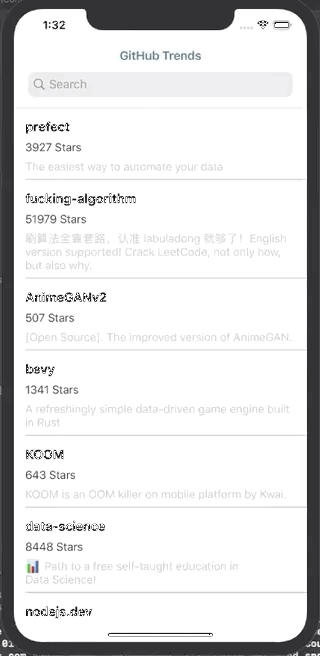 1:32
GitHub Trends
Search
prefect
3927 Stars
The easiest way to automate your data
fucking-algorithm
51979 Stars
刷算法全靠套路，认准 labuladong 就够了！English
version supported! Crack LeetCode, not only how,
but also why.
AnimeGANv2
507 Stars
[Open Source]. The improved version of AnimeGAN.
bevy
1341 Stars
A refreshingly simple data-driven game engine built
in Rust
KOOM
643 Stars
KOOM is an OOM killer on mobile platform by Kwai.
data-science
8448 Stars
📊 Path to a free self-taught education in
Data Science!
nodejs.dev